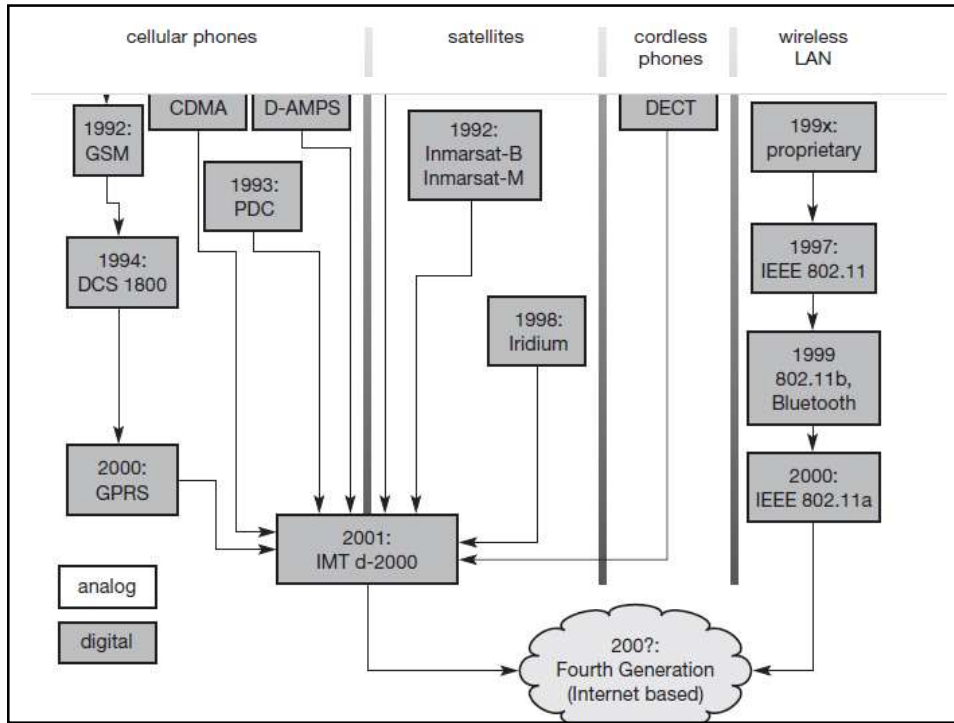 cellular phones
satellites
cordless
phones
wireless
LAN
CDMA
D-AMPS
DECT
1992:
GSM
1992:
Inmarsat-B
Inmarsat-M
199x:
proprietary
1993:
PDC
1994:
DCS 1800
1997:
IEEE 802.11
1998:
Iridium
1999
802.11b,
Bluetooth
2000:
GPRS
2000:
IEEE 802.11a
2001:
IMT d-2000
analog
digital
200?:
Fourth Generation
(Internet based)